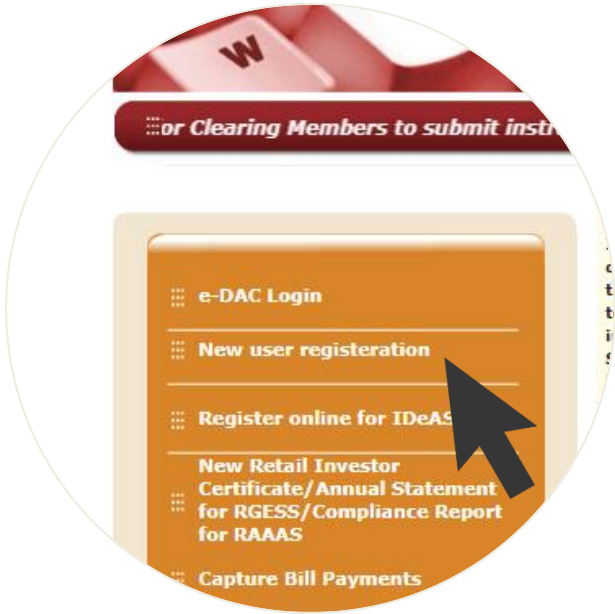 W
or Clearing Members to submit instr
e-DAC Login
New user registeration
Register online for IDeAS
New Retail Investor
Certificate/Annual Statement
for RGESS/Compliance Report
for RAAAS
Capture Bill Payments